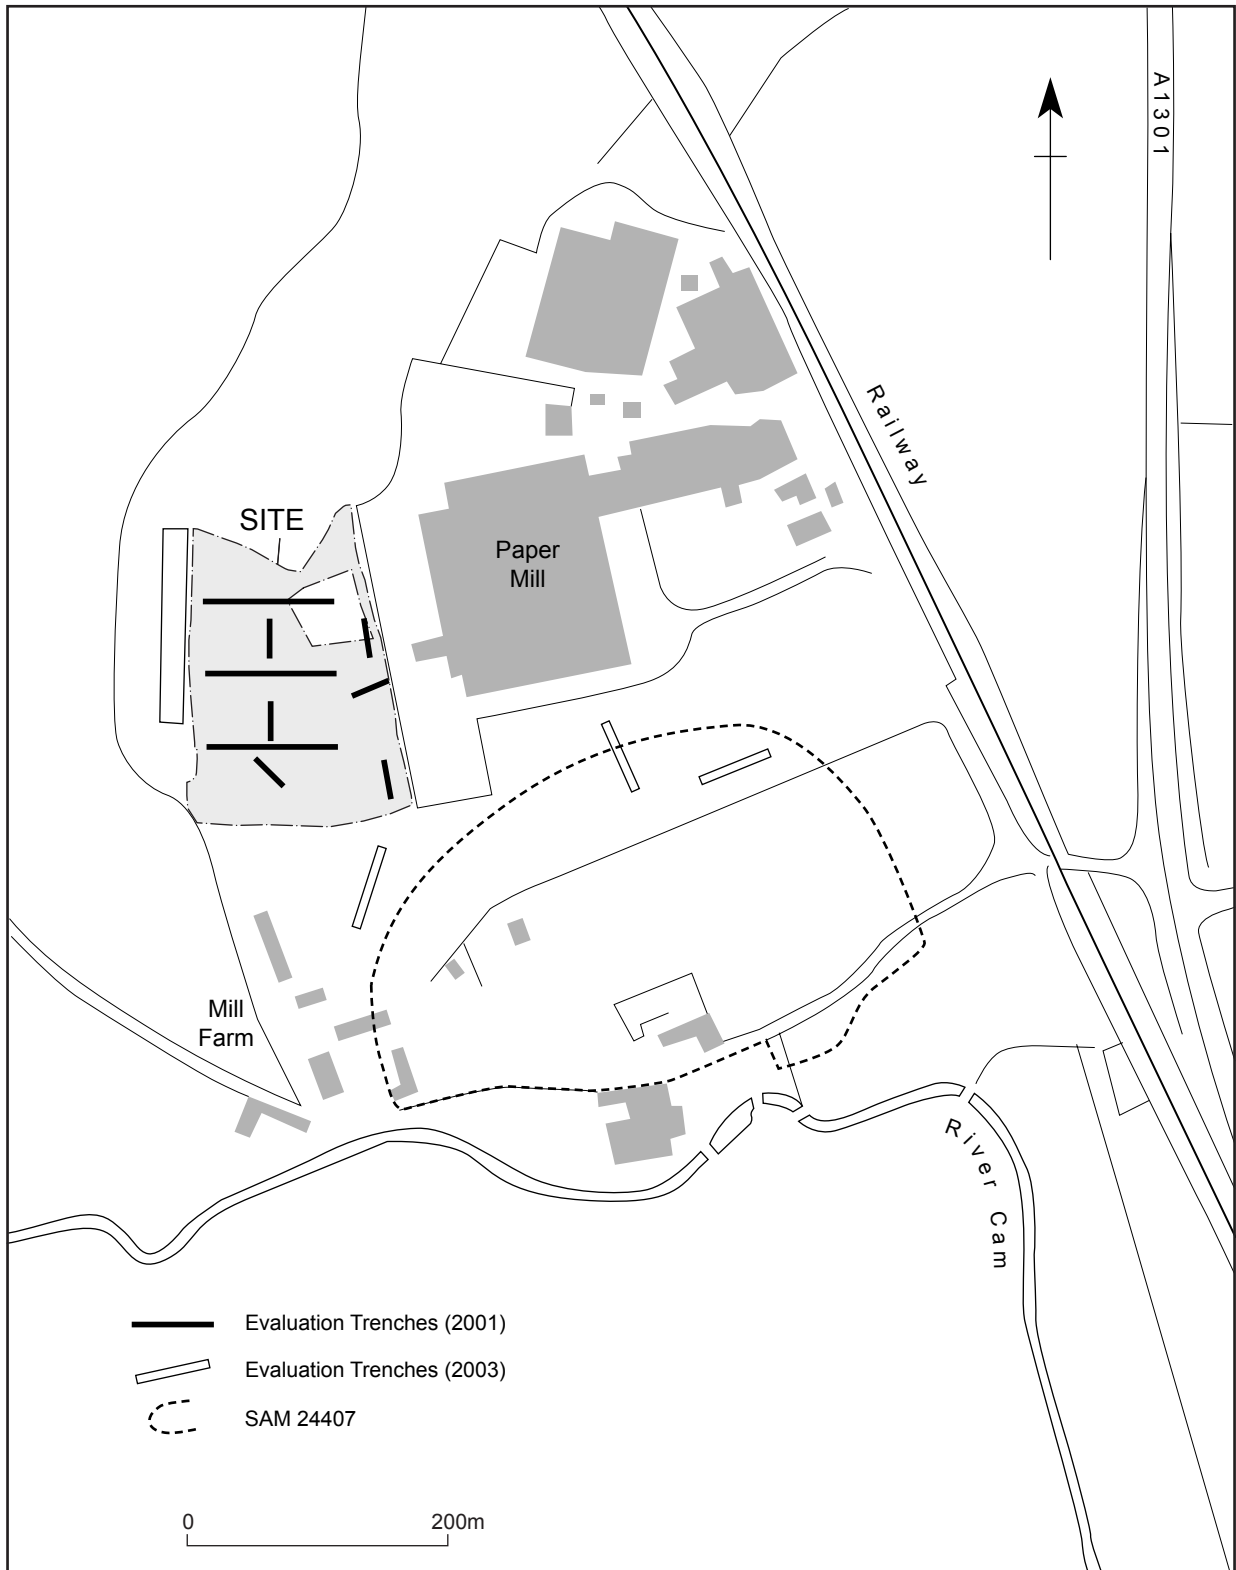 A1301
Railway
SITE
Paper
Mill
Mill
Farm
River Cam
Evaluation Trenches (2001)
Evaluation Trenches (2003)
SAM 24407
0 200m